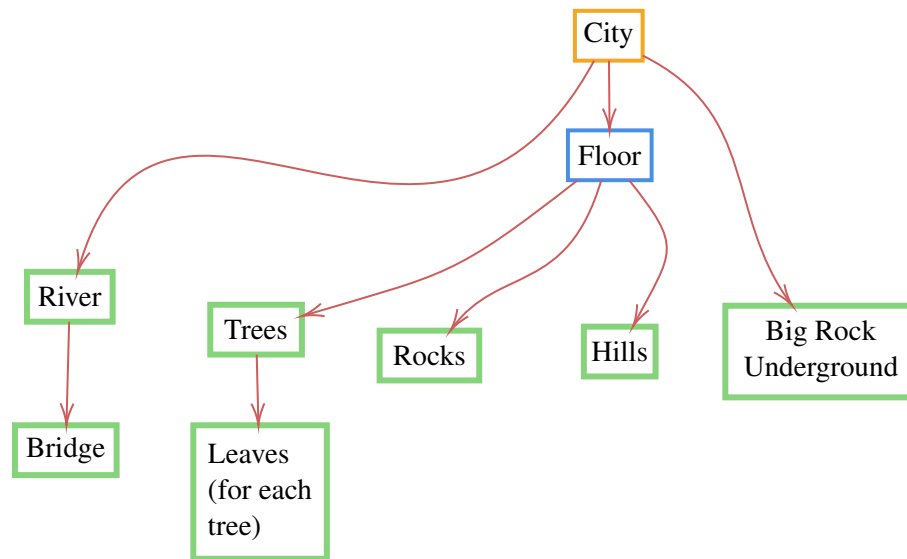 City
Floor
River
Trees
Rocks
Hills
Big Rock
Underground
Bridge
Leaves
(for each
tree)